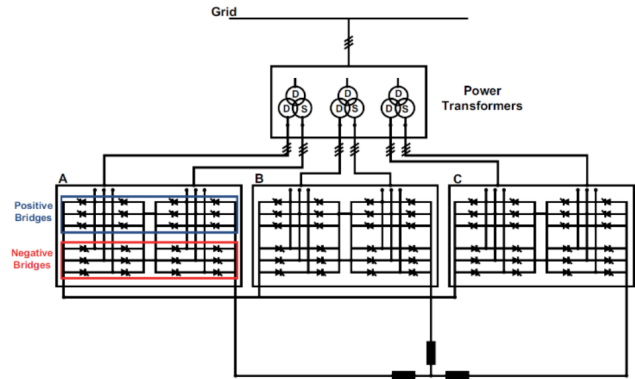 Grid
D
D S
D
D S
D
D S
Power
Transformers
A
B
C
Positive
Bridges
Negative
Bridges